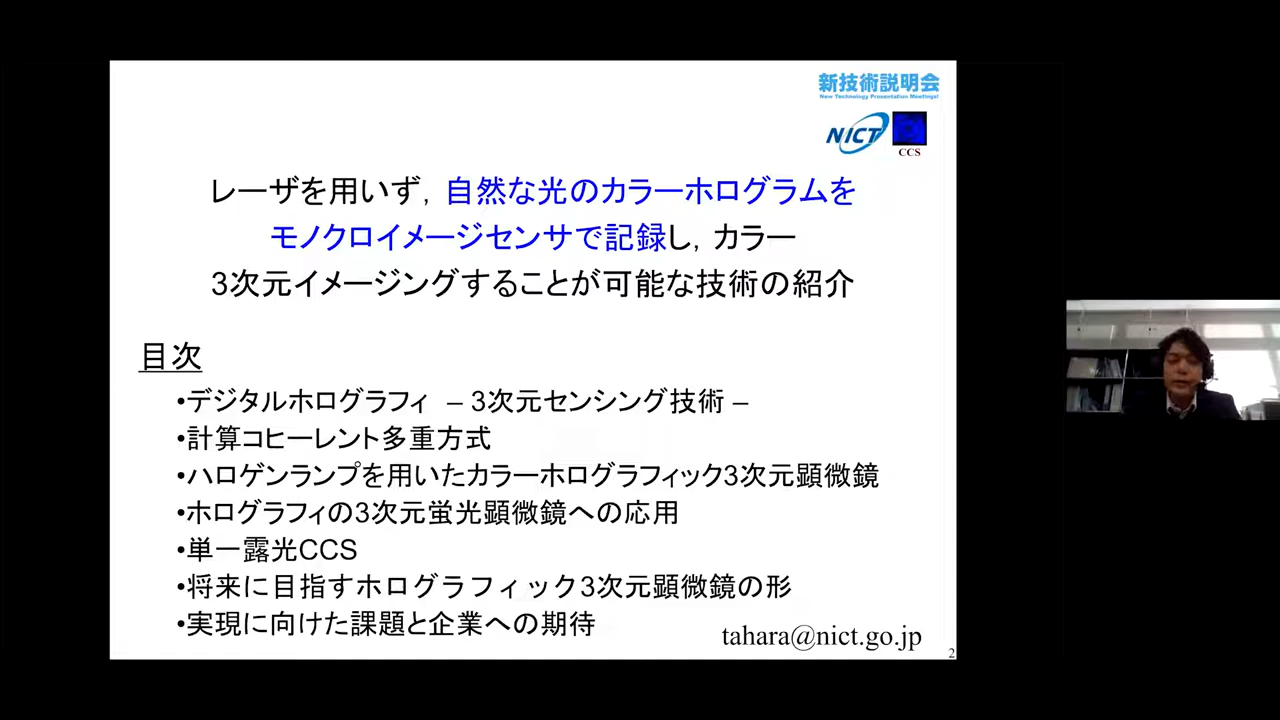 新技術説明会
New Technology Presentation Meetings!
NICT
CCS
レーザを用いず，自然な光のカラーホログラムを
モノクロイメージセンサで記録し，カラー
3次元イメージングすることが可能な技術の紹介
目次
•デジタルホログラフィ – 3次元センシング技術 –
•計算コヒーレント多重方式
•ハロゲンランプを用いたカラーホログラフィック3次元顕微鏡
•ホログラフィの3次元蛍光顕微鏡への応用
•単一露光CCS
•将来に目指すホログラフィック3次元顕微鏡の形
•実現に向けた課題と企業への期待
tahara@nict.go.jp
2